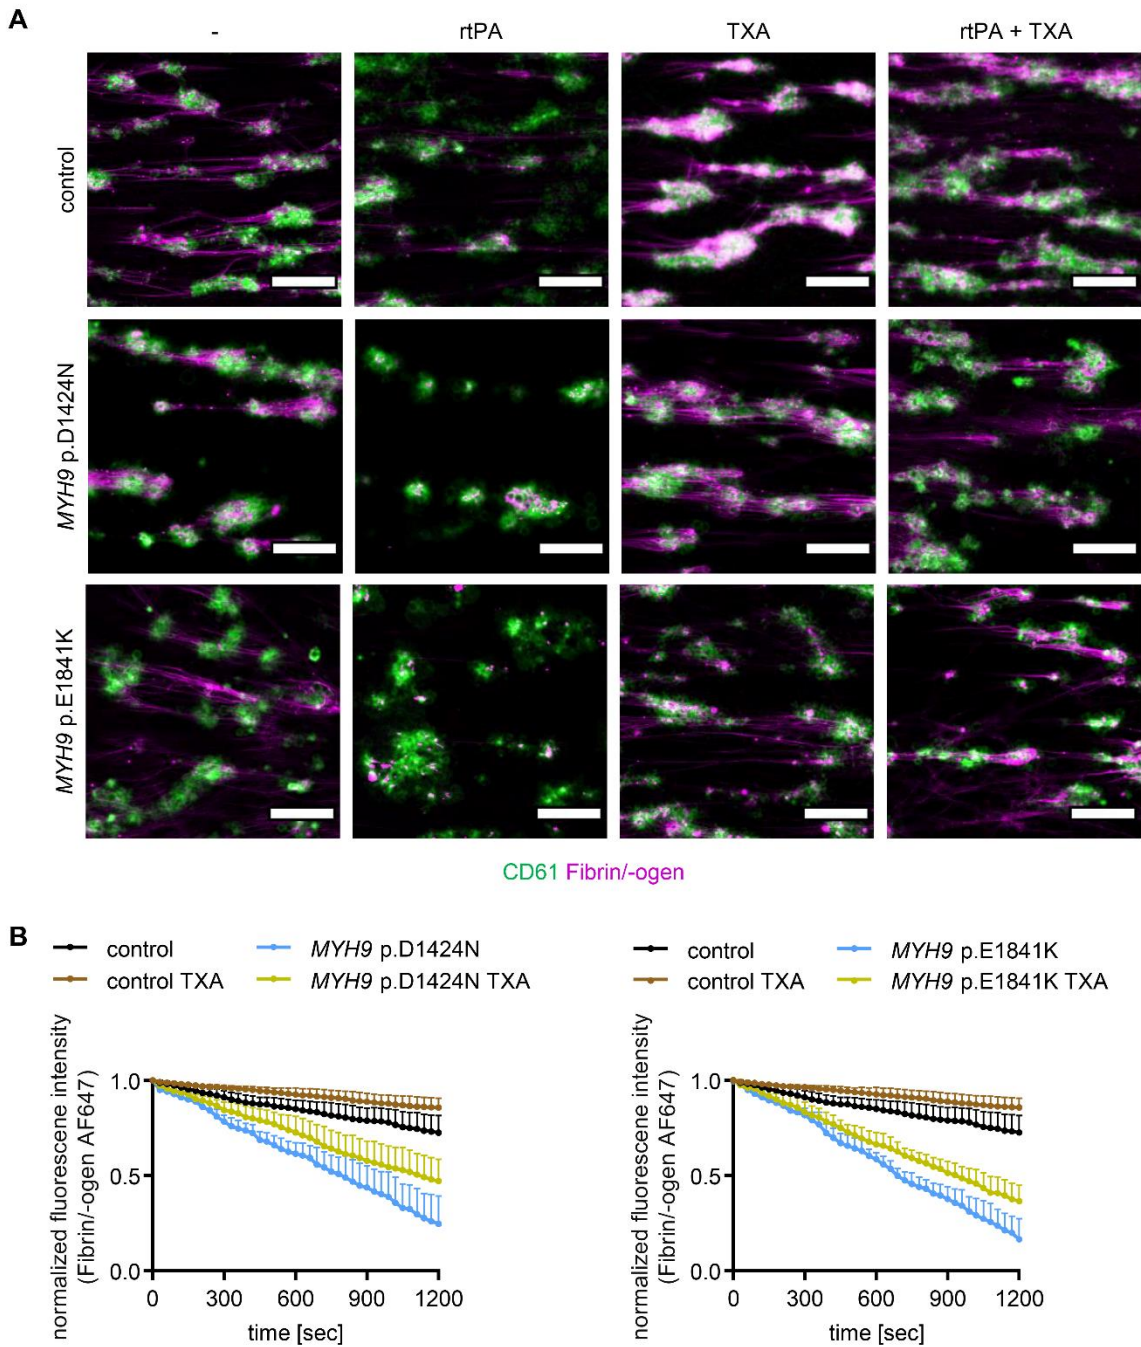 A
- rtPA TXA rtPA + TXA
control
MYH9 p.D1424N
MYH9 p.E1841K
CD61 Fibrin/-ogen
B
control MYH9 p.D1424N
control TXA MYH9 p.D1424N TXA
normalized fluorescene intensity
(Fibrin/-ogen AF647)
1.0
0.5
0.0
0 300 600 900 1200
time [sec]
control MYH9 p.E1841K
control TXA MYH9 p.E1841K TXA
normalized fluorescene intensity
(Fibrin/-ogen AF647)
1.0
0.5
0.0
0 300 600 900 1200
time [sec]